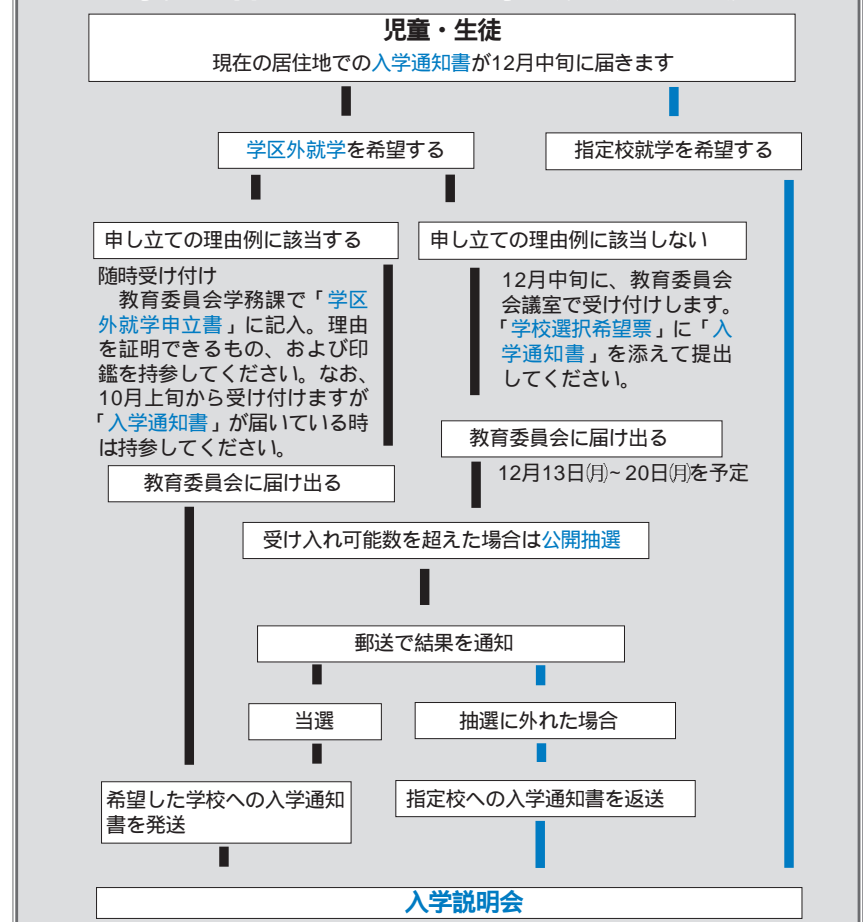 児童・生徒
現在の居住地での入学通知書が12月中旬に届きます
学区外就学を希望する
指定校就学を希望する
申し立ての理由例に該当する
申し立ての理由例に該当しない
随時受け付け
　教育委員会学務課で「学区
外就学申立書」に記入。理由
を証明できるもの、および印
鑑を持参してください。なお、
10月上旬から受け付けますが
「入学通知書」が届いている時
は持参してください。
12月中旬に、教育委員会
会議室で受け付けします。
「学校選択希望票」に「入
学通知書」を添えて提出
してください。
教育委員会に届け出る
12月13日㈪~20日㈪を予定
教育委員会に届け出る
受け入れ可能数を超えた場合は公開抽選
郵送で結果を通知
当選
抽選に外れた場合
希望した学校への入学通知
書を発送
指定校への入学通知書を返送
入学説明会